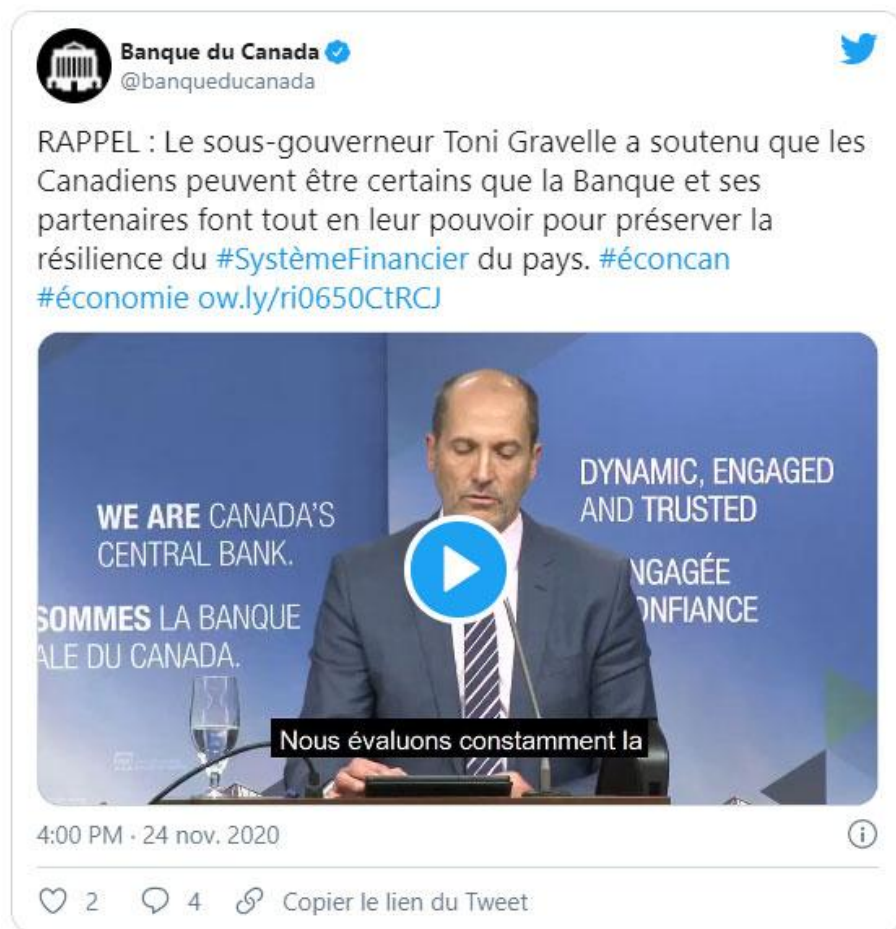 Banque du Canada
@banqueducanada
RAPPEL : Le sous-gouverneur Toni Gravelle a soutenu que les
Canadiens peuvent être certains que la Banque et ses
partenaires font tout en leur pouvoir pour préserver la
résilience du #SystèmeFinancier du pays. #éconcan
#économie ow.ly/ri0650CtRCJ
WE ARE CANADA'S
CENTRAL BANK.
SOMMES LA BANQUE
ALE DU CANADA.
DYNAMIC, ENGAGED
AND TRUSTED
NGAGÉE
ONFIANCE
Nous évaluons constamment la
4:00 PM · 24 nov. 2020
2
4
Copier le lien du Tweet